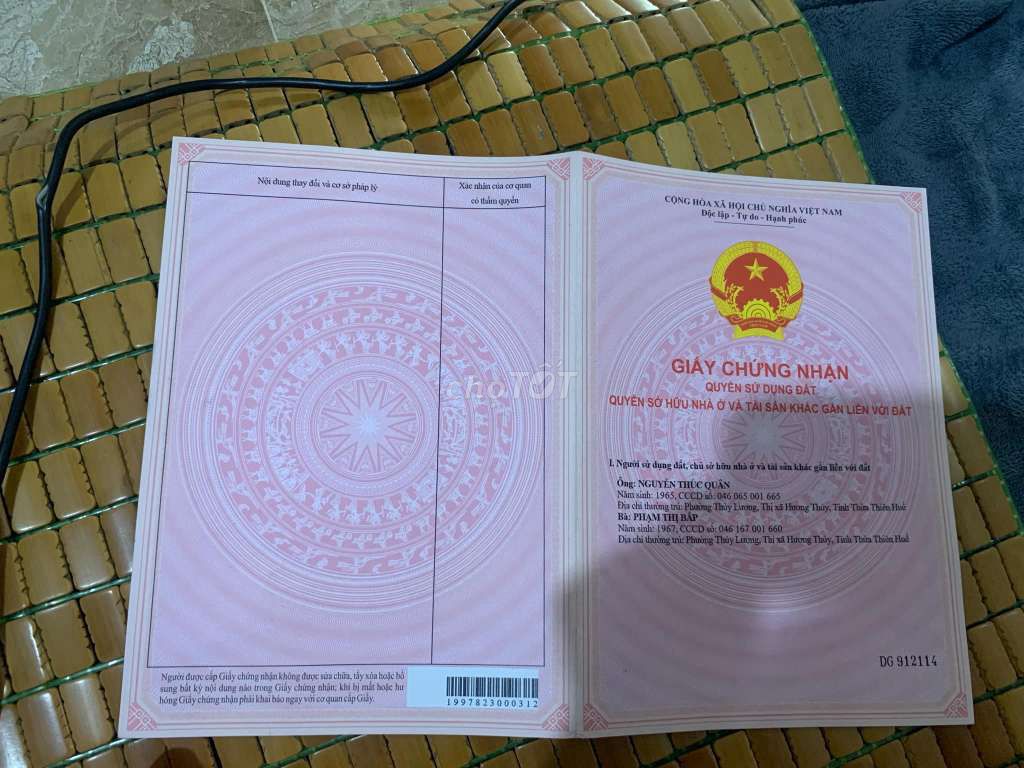 Nội dung thay đổi và cơ sở pháp lý
Xác nhận của cơ quan
có thẩm quyền
Người được cấp Giấy chứng nhận không được sửa chữa, tẩy xóa hoặc bổ
sung bất kỳ nội dung nào trong Giấy chứng nhận; khi bị mất hoặc hư
hỏng Giấy chứng nhận phải khai báo ngay với cơ quan cấp Giấy.
1997823000312
CỘNG HÒA XÃ HỘI CHỦ NGHĨA VIỆT NAM
Độc lập - Tự do - Hạnh phúc
GIẤY CHỨNG NHẬN
QUYỀN SỬ DỤNG ĐẤT
QUYỀN SỞ HỮU NHÀ Ở VÀ TÀI SẢN KHÁC GẮN LIỀN VỚI ĐẤT
I. Người sử dụng đất, chủ sở hữu nhà ở và tài sản khác gắn liền với đất
Ông: NGUYỄN THÚC QUÂN
Năm sinh: 1965, CCCD số: 046 065 001 665
Địa chỉ thường trú: Phường Thủy Lương, Thị xã Hương Thủy, Tỉnh Thừa Thiên Huế
Bà: PHẠM THỊ BẮP
Năm sinh: 1967, CCCD số: 046 167 001 660
Địa chỉ thường trú: Phường Thủy Lương, Thị xã Hương Thủy, Tỉnh Thừa Thiên Huế
DG 912114
choTỐT